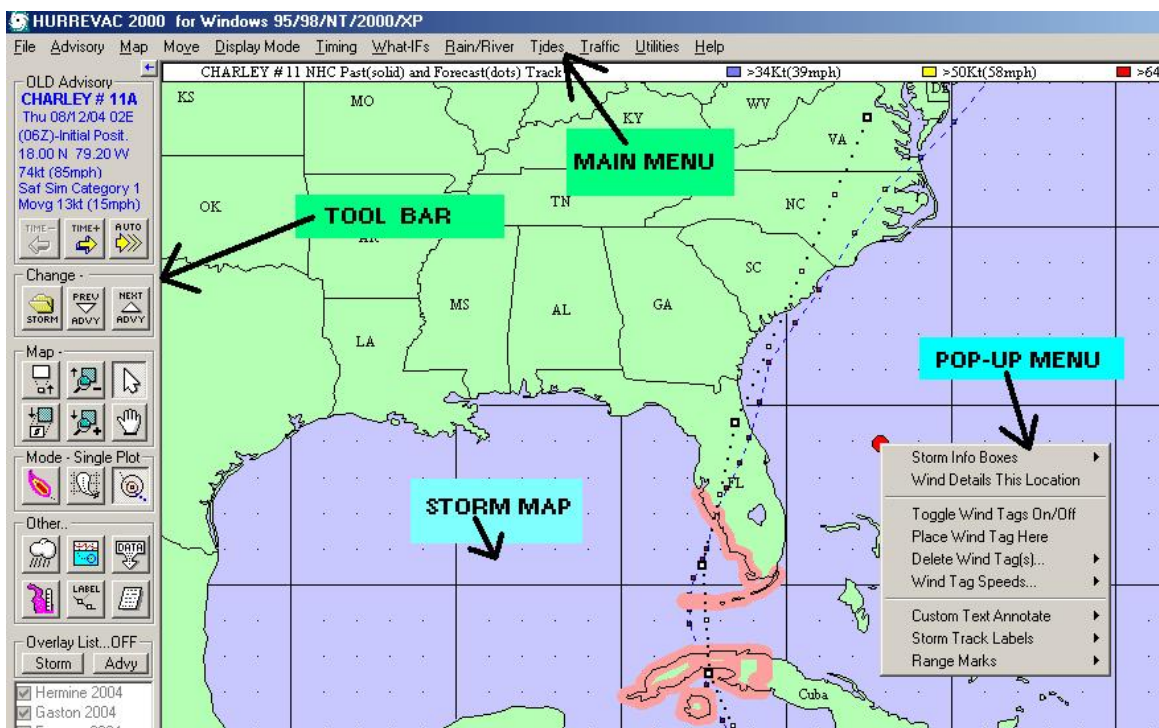 HURREVAC 2000 for Windows 95/98/NT/2000/XP
File Advisory Map Move Display Mode Timing What-IFs Rain/River Tides Traffic Utilities Help
OLD Advisory
CHARLEY # 11A
Thu 08/12/04 02E
(06Z)-Initial Posit.
18.00 N 79.20 W
74kt (85mph)
Saf Sim Category 1
Movg 13kt (15mph)
TIME- TIME+ AUTO
Change -
STORM PREV ADVY NEXT ADVY
Map -
Mode - Single Plot
Other..
DATA
LABEL
Overlay List...OFF
Storm Advy
Hermine 2004
Gaston 2004
CHARLEY # 11 NHC Past(solid) and Forecast(dots) Track
>34Kt(39mph) >50Kt(58mph) >64
KS MO KY WV DE
VA
MAIN MENU
OK TN NC
TOOL BAR
AR
SC
MS AL GA
LA
POP-UP MENU
FL
STORM MAP
Storm Info Boxes
Wind Details This Location
Toggle Wind Tags On/Off
Place Wind Tag Here
Delete Wind Tag(s)...
Wind Tag Speeds...
Custom Text Annotate
Storm Track Labels
Range Marks
Cuba